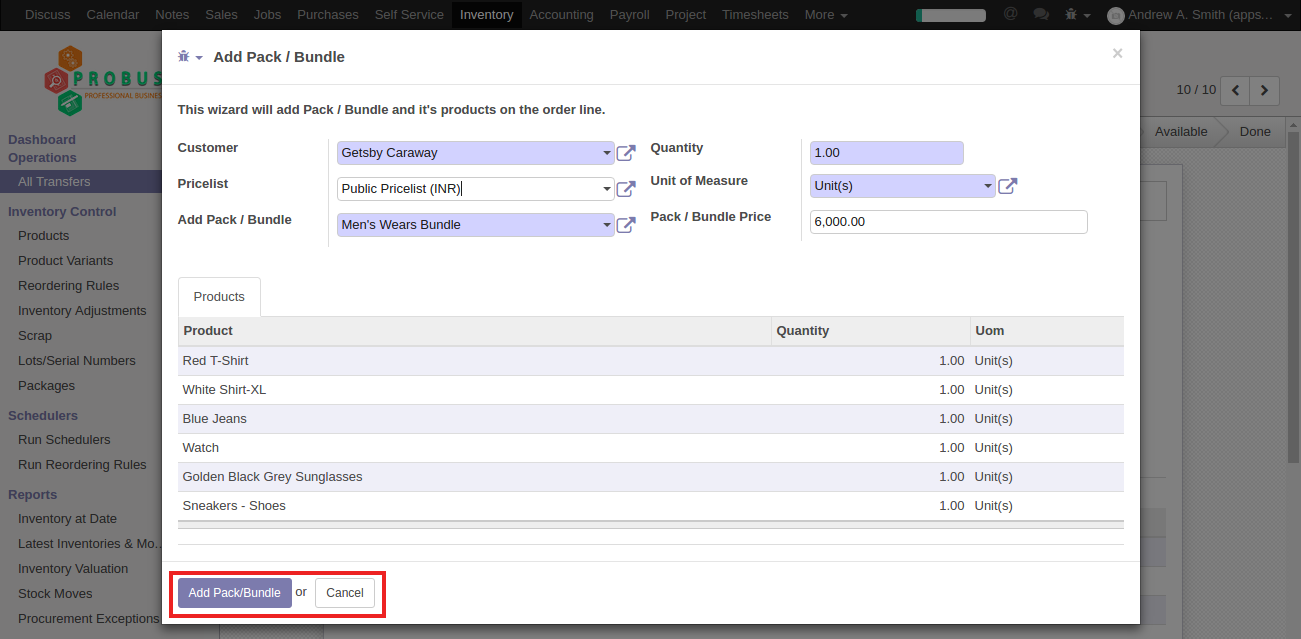 Discuss Calendar Notes Sales Jobs Purchases Self Service Inventory Accounting Payroll Project Timesheets More @ Andrew A. Smith (apps...
PROBUS
PROFESSIONAL BUSINE
Dashboard
Operations
All Transfers
Inventory Control
Products
Product Variants
Reordering Rules
Inventory Adjustments
Scrap
Lots/Serial Numbers
Packages
Schedulers
Run Schedulers
Run Reordering Rules
Reports
Inventory at Date
Latest Inventories & Mo...
Inventory Valuation
Stock Moves
Procurement Exceptions
10 / 10
Available Done
Add Pack / Bundle ×
This wizard will add Pack / Bundle and it's products on the order line.
Customer Getsby Caraway Quantity 1.00
Pricelist Public Pricelist (INR) Unit of Measure Unit(s)
Add Pack / Bundle Men's Wears Bundle Pack / Bundle Price 6,000.00
Products
Product Quantity Uom
Red T-Shirt 1.00 Unit(s)
White Shirt-XL 1.00 Unit(s)
Blue Jeans 1.00 Unit(s)
Watch 1.00 Unit(s)
Golden Black Grey Sunglasses 1.00 Unit(s)
Sneakers - Shoes 1.00 Unit(s)
Add Pack/Bundle or Cancel